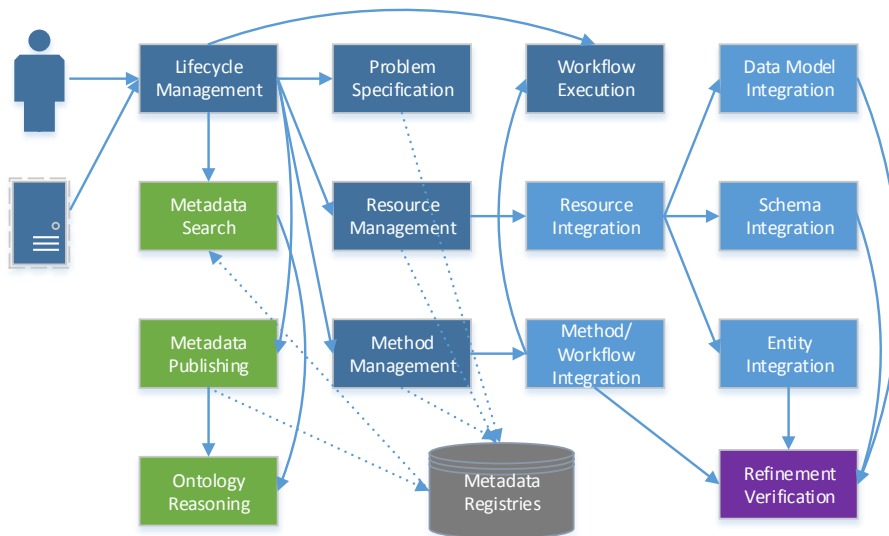 Lifecycle
Management
Problem
Specification
Workflow
Execution
Data Model
Integration
Metadata
Search
Resource
Management
Resource
Integration
Schema
Integration
Metadata
Publishing
Method
Management
Method/
Workflow
Integration
Entity
Integration
Ontology
Reasoning
Metadata
Registries
Refinement
Verification